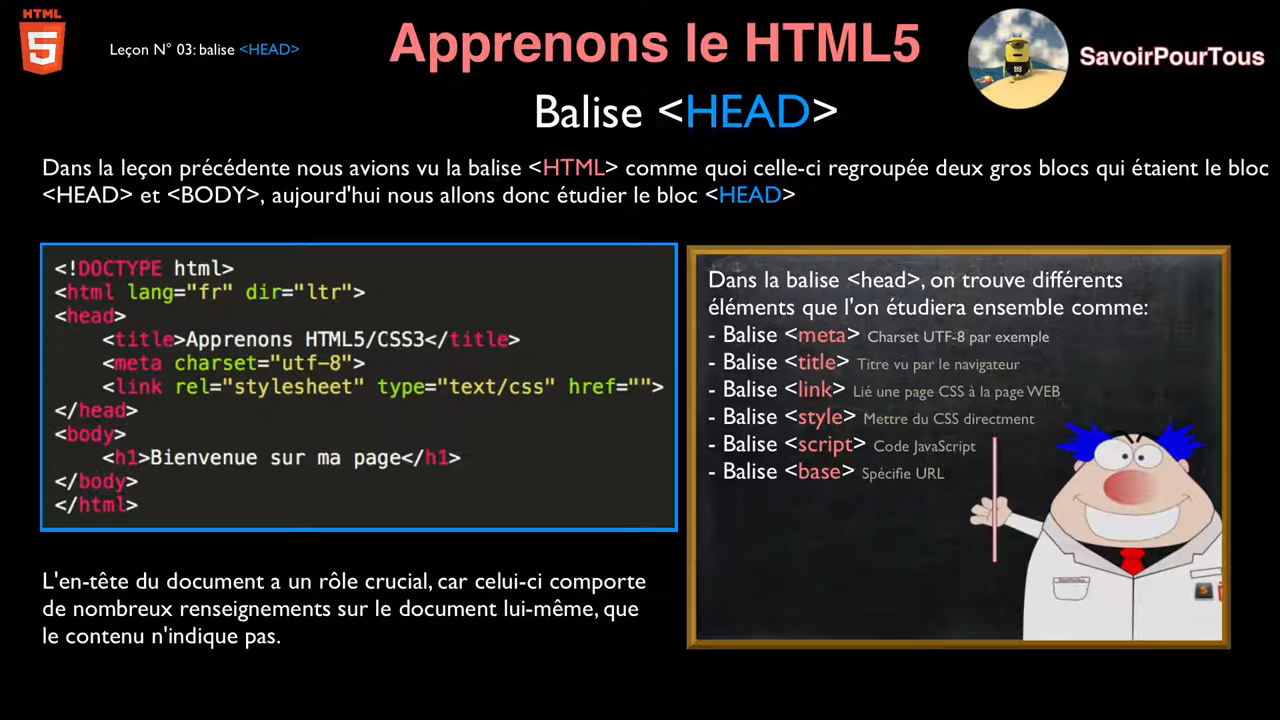 HTML
5
Leçon N° 03: balise <HEAD>
Apprenons le HTML5
SavoirPourTous
Balise <HEAD>
Dans la leçon précédente nous avions vu la balise <HTML> comme quoi celle-ci regroupée deux gros blocs qui étaient le bloc
<HEAD> et <BODY>, aujourd'hui nous allons donc étudier le bloc <HEAD>
<!DOCTYPE html>
<html lang="fr" dir="ltr">
<head>
<title>Apprenons HTML5/CSS3</title>
<meta charset="utf-8">
<link rel="stylesheet" type="text/css" href="">
</head>
<body>
<h1>Bienvenue sur ma page</h1>
</body>
</html>
Dans la balise <head>, on trouve différents
éléments que l'on étudiera ensemble comme:
- Balise <meta> Charset UTF-8 par exemple
- Balise <title> Titre vu par le navigateur
- Balise <link> Lié une page CSS à la page WEB
- Balise <style> Mettre du CSS directment
- Balise <script> Code JavaScript
- Balise <base> Spécifie URL
L'en-tête du document a un rôle crucial, car celui-ci comporte
de nombreux renseignements sur le document lui-même, que
le contenu n'indique pas.